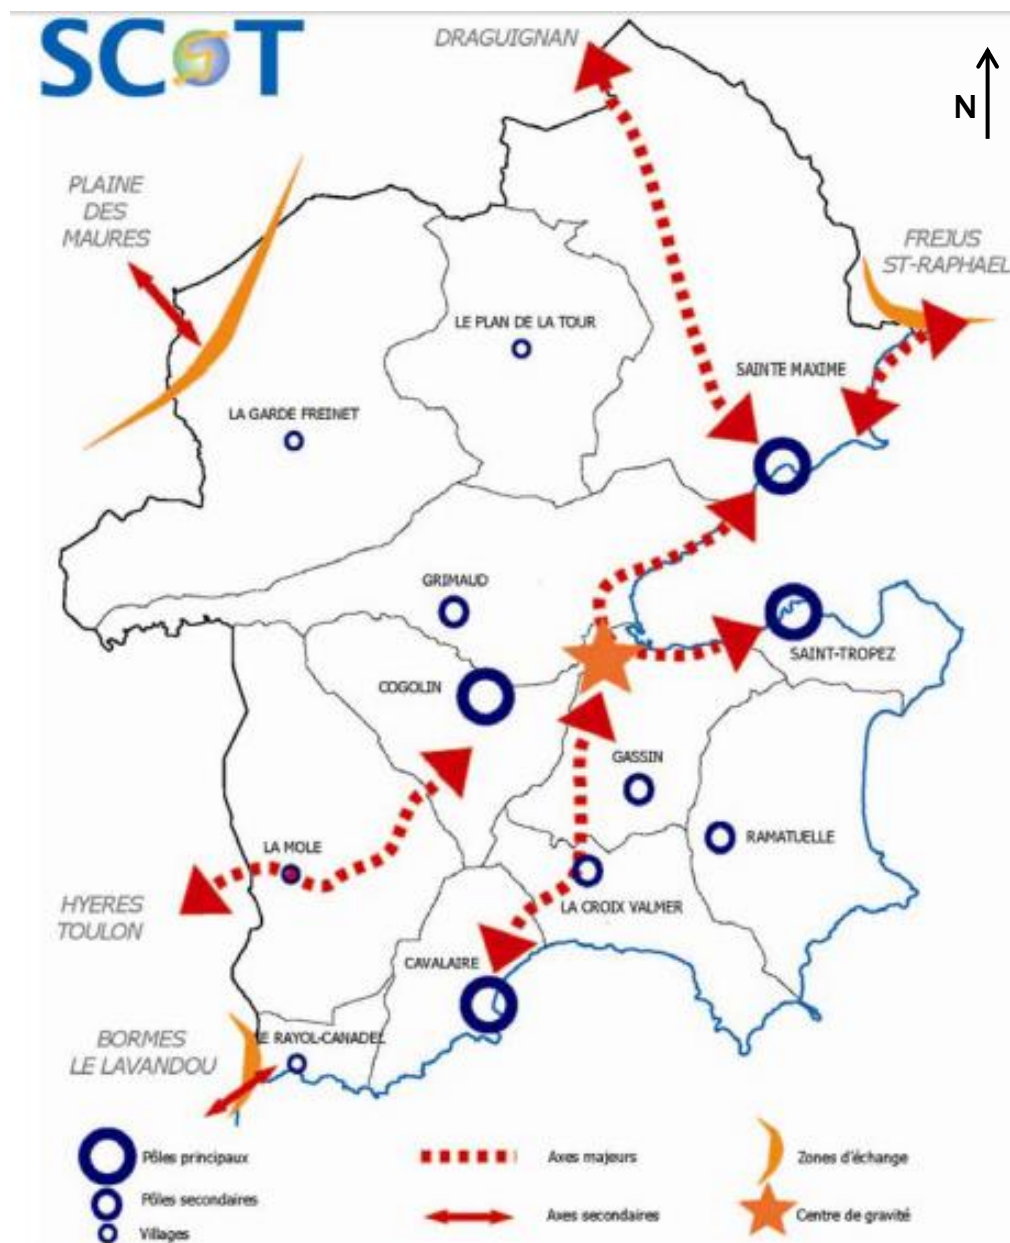 SCOT
DRAGUIGNAN
N
PLAINE
DES
MAURES
FREJUS
ST-RAPHAEL
LE PLAN DE LA TOUR
SAINTE MAXIME
LA GARDE FREINET
GRIMAUD
SAINT-TROPEZ
COGOLIN
GASSIN
RAMATUELLE
LA MOLE
HYERES
TOULON
LA CROIX VALMER
CAVALAIRE
BORMES
LE LAVANDOU
LE RAYOL-CANADEL
Pôles principaux
Axes majeurs
Zones d'échange
Pôles secondaires
Axes secondaires
Centre de gravité
Villages